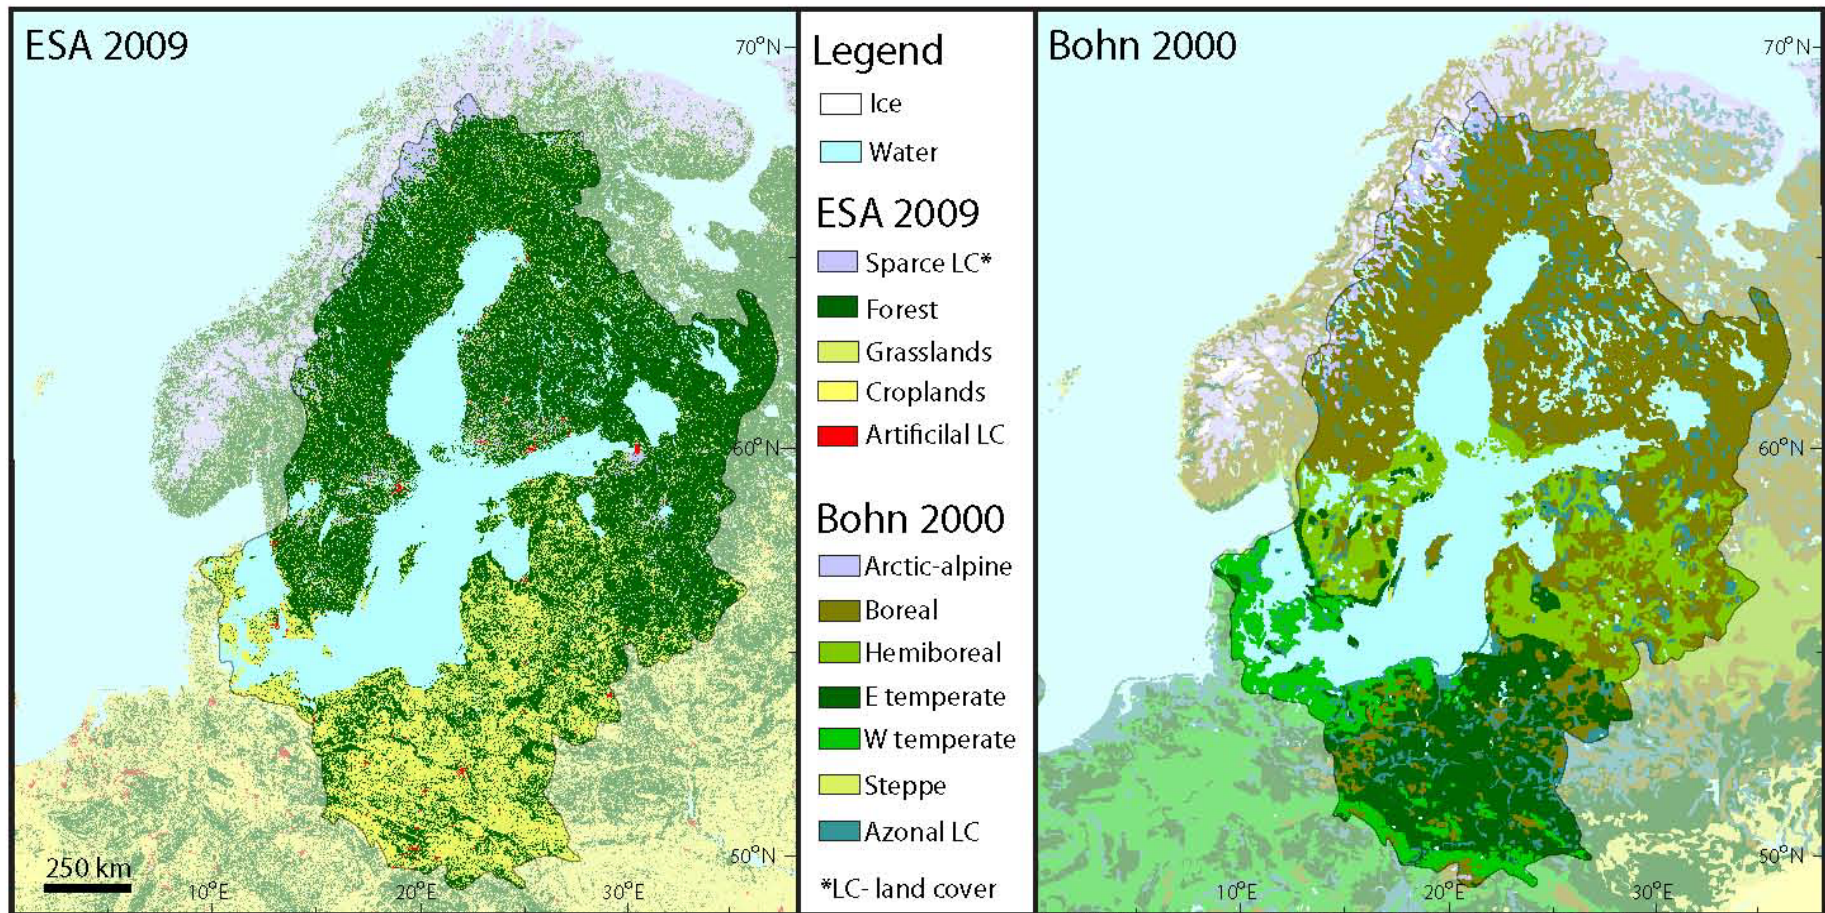 ESA 2009
70°N
60°N
50°N
250 km
10°E
20°E
30°E
Legend
Ice
Water
ESA 2009
Sparce LC*
Forest
Grasslands
Croplands
Artificilal LC
Bohn 2000
Arctic-alpine
Boreal
Hemiboreal
E temperate
W temperate
Steppe
Azonal LC
*LC- land cover
Bohn 2000
70°N
60°N
50°N
10°E
20°E
30°E